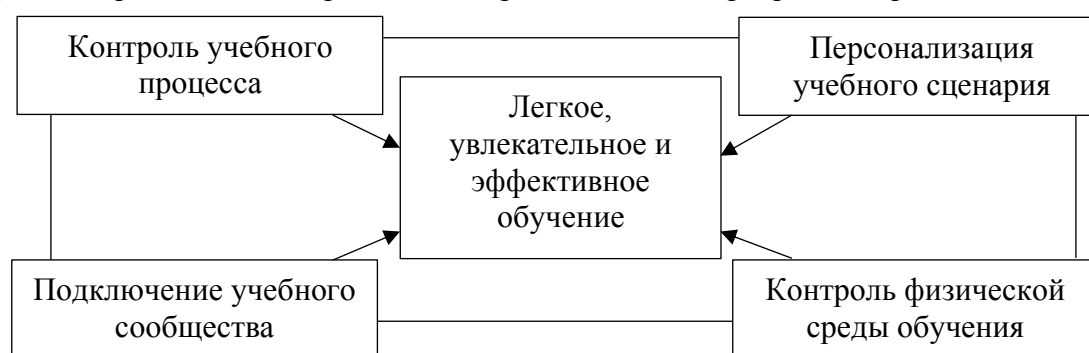 Контроль учебного
процесса
Персонализация
учебного сценария
Легкое,
увлекательное и
эффективное
обучение
Подключение учебного
сообщества
Контроль физической
среды обучения